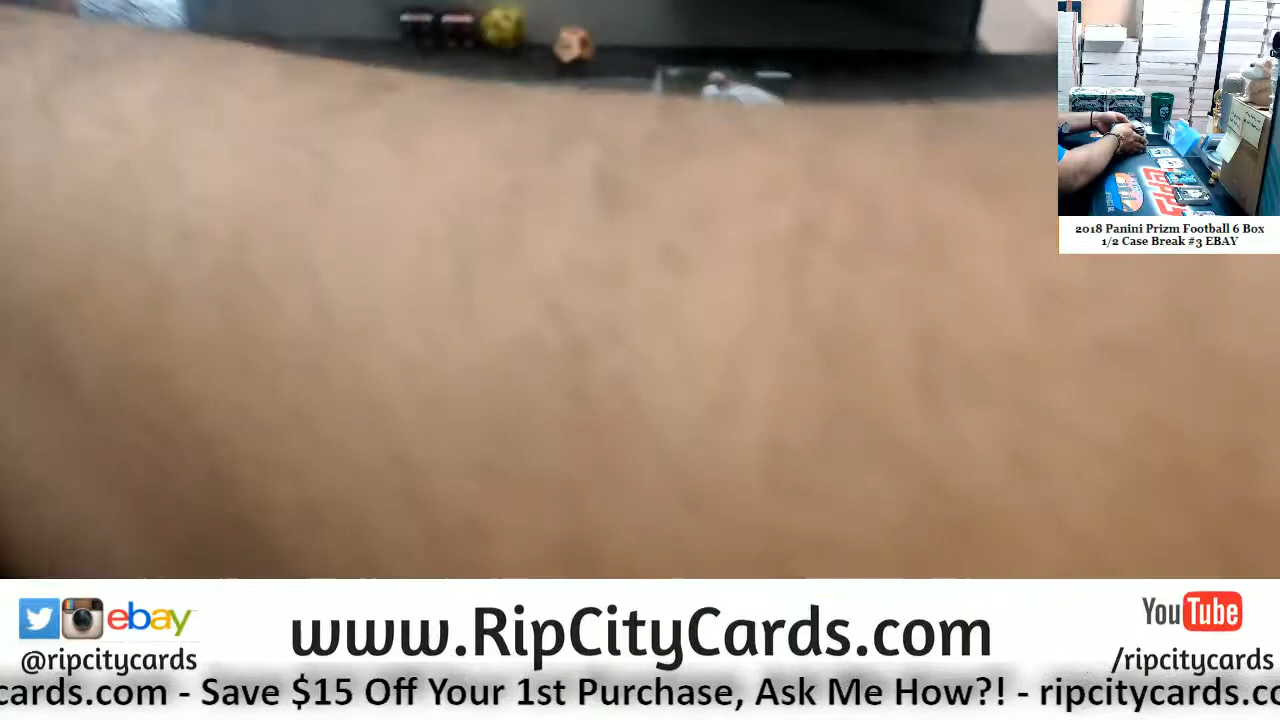 2018 Panini Prizm Football 6 Box
1/2 Case Break #3 EBAY
TOPPS
ebay
@ripcitycards
www.RipCityCards.com
YouTube
/ripcitycards
cards.com - Save $15 Off Your 1st Purchase, Ask Me How?! - ripcitycards.co